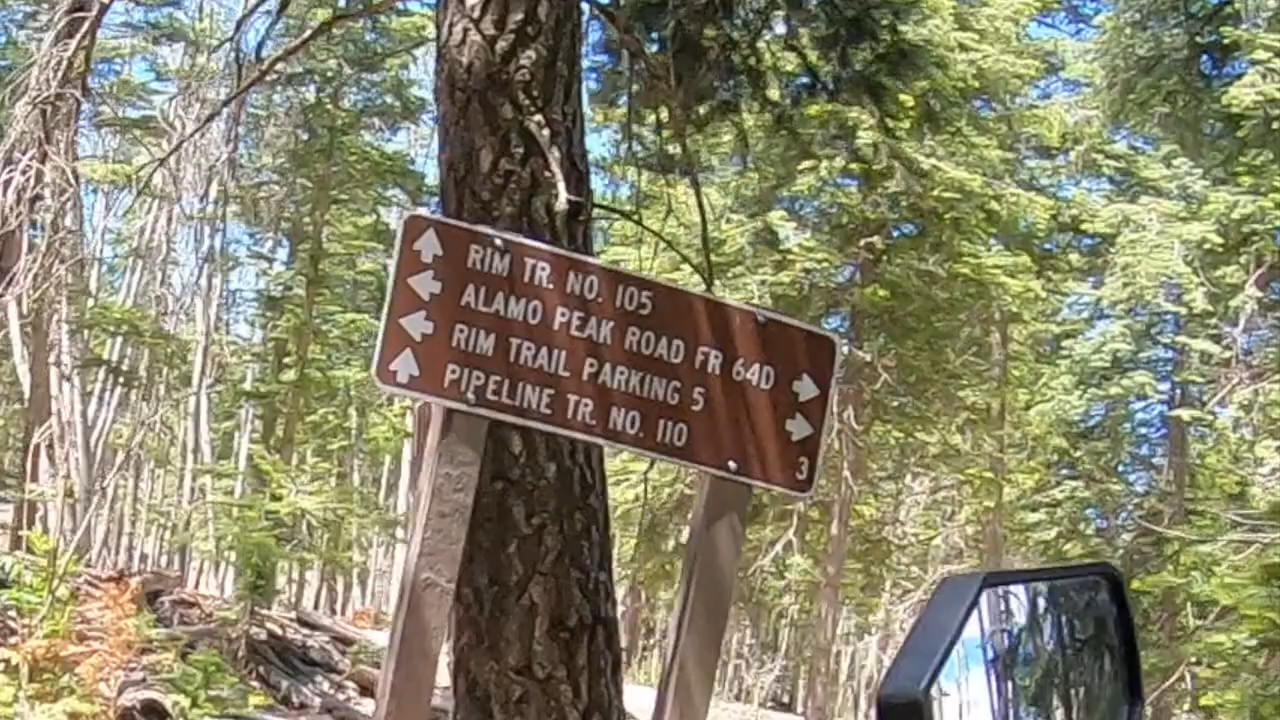 RIM TR. NO. 105
ALAMO PEAK ROAD FR 64D
RIM TRAIL PARKING 5
PIPELINE TR. NO. 110 3